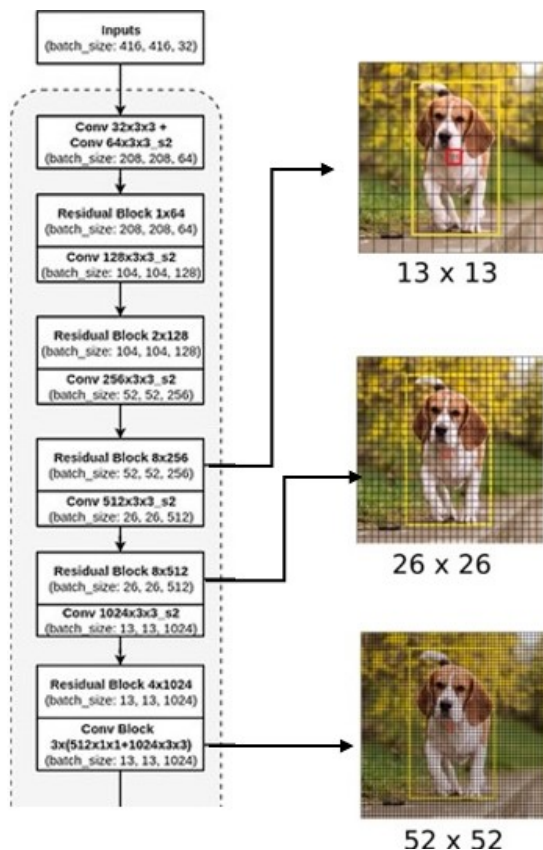 Inputs
(batch_size: 416, 416, 32)
Conv 32x3x3 +
Conv 64x3x3_s2
(batch_size: 208, 208, 64)
Residual Block 1x64
(batch_size: 208, 208, 64)
Conv 128x3x3_s2
(batch_size: 104, 104, 128)
Residual Block 2x128
(batch_size: 104, 104, 128)
Conv 256x3x3_s2
(batch_size: 52, 52, 256)
Residual Block 8x256
(batch_size: 52, 52, 256)
Conv 512x3x3_s2
(batch_size: 26, 26, 512)
Residual Block 8x512
(batch_size: 26, 26, 512)
Conv 1024x3x3_s2
(batch_size: 13, 13, 1024)
Residual Block 4x1024
(batch_size: 13, 13, 1024)
Conv Block
3x(512x1x1+1024x3x3)
(batch_size: 13, 13, 1024)
13 x 13
26 x 26
52 x 52